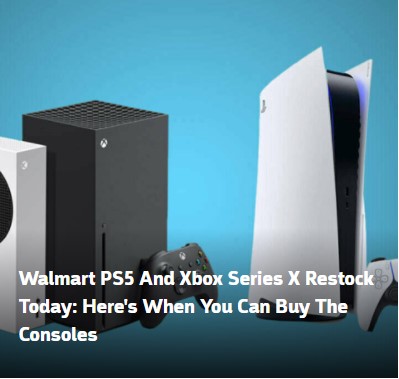 Walmart PS5 And Xbox Series X Restock
Today: Here's When You Can Buy The
Consoles